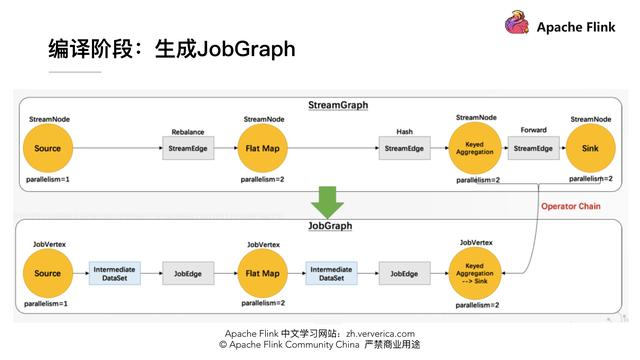 Apache Flink
编译阶段：生成JobGraph
StreamGraph
StreamNode
Source
parallelism=1
Rebalance
StreamEdge
StreamNode
Flat Map
parallelism=2
Hash
StreamEdge
StreamNode
Keyed
Aggregation
parallelism=2
Forward
StreamEdge
StreamNode
Sink
parallelism=2
Operator Chain
JobGraph
JobVertex
Source
parallelism=1
Intermediate
DataSet
JobEdge
JobVertex
Flat Map
parallelism=2
Intermediate
DataSet
JobEdge
JobVertex
Keyed
Aggregation
--> Sink
parallelism=2
Apache Flink 中文学习网站：zh.ververica.com
© Apache Flink Community China 严禁商业用途